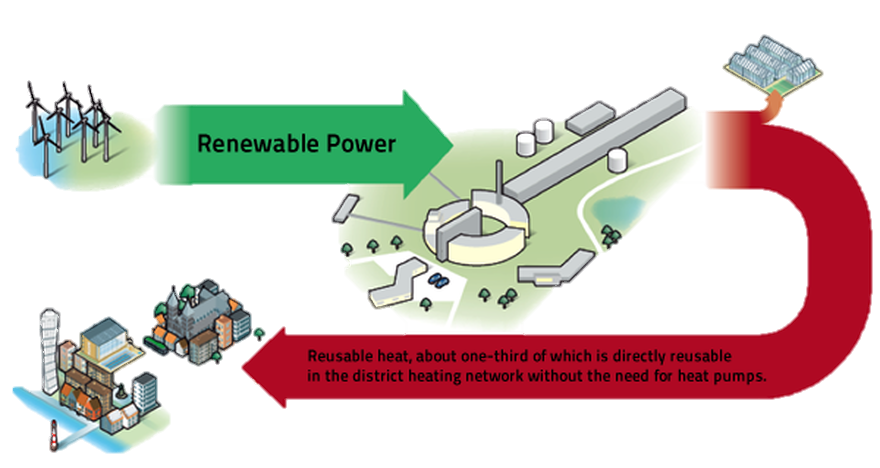 Renewable Power
Reusable heat, about one-third of which is directly reusable
in the district heating network without the need for heat pumps.